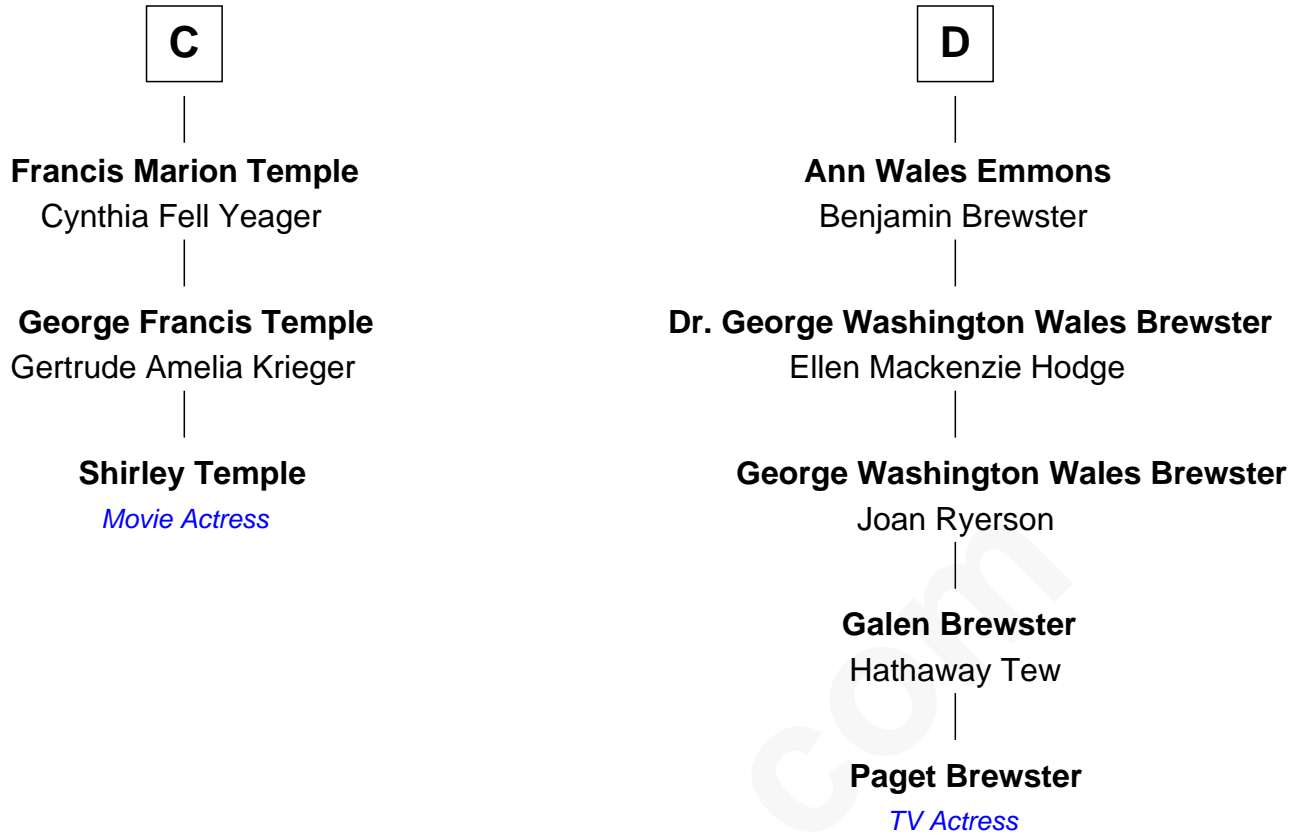 C
Francis Marion Temple
Cynthia Fell Yeager
George Francis Temple
Gertrude Amelia Krieger
Shirley Temple
Movie Actress
D
Ann Wales Emmons
Benjamin Brewster
Dr. George Washington Wales Brewster
Ellen Mackenzie Hodge
George Washington Wales Brewster
Joan Ryerson
Galen Brewster
Hathaway Tew
Paget Brewster
TV Actress
com